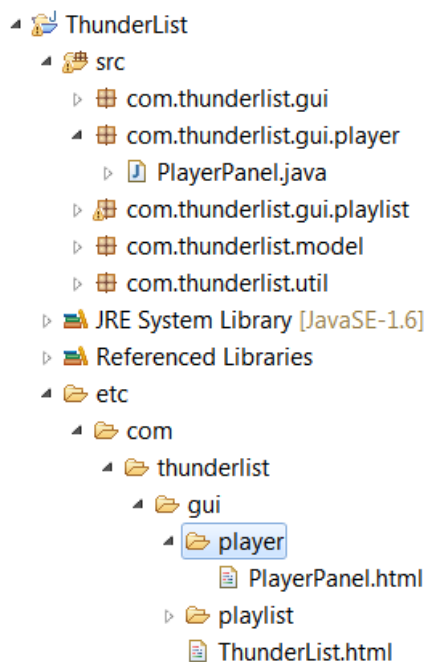 ThunderList
src
com.thunderlist.gui
com.thunderlist.gui.player
PlayerPanel.java
com.thunderlist.gui.playlist
com.thunderlist.model
com.thunderlist.util
JRE System Library [JavaSE-1.6]
Referenced Libraries
etc
com
thunderlist
gui
player
PlayerPanel.html
playlist
ThunderList.html